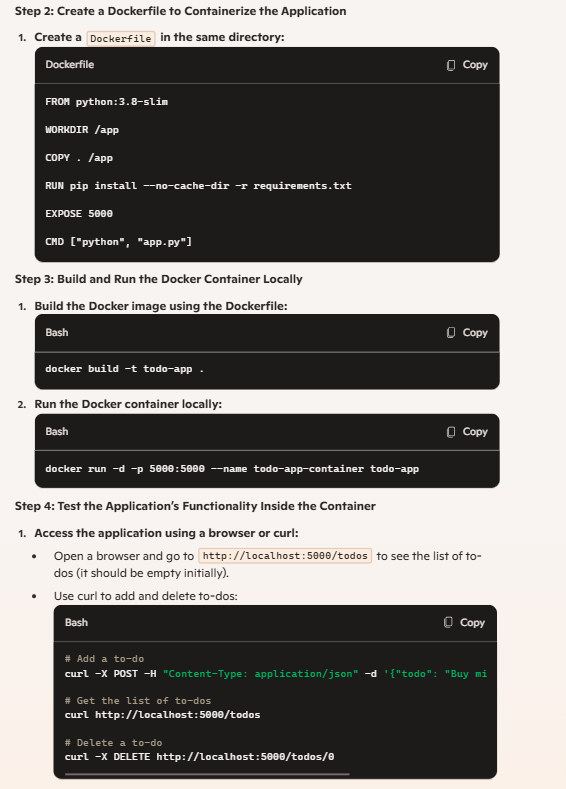 Step 2: Create a Dockerfile to Containerize the Application
1. Create a Dockerfile in the same directory:
Dockerfile
Copy
FROM python:3.8-slim
WORKDIR /app
COPY . /app
RUN pip install --no-cache-dir -r requirements.txt
EXPOSE 5000
CMD ["python", "app.py"]
Step 3: Build and Run the Docker Container Locally
1. Build the Docker image using the Dockerfile:
Bash
Copy
docker build -t todo-app .
2. Run the Docker container locally:
Bash
Copy
docker run -d -p 5000:5000 --name todo-app-container todo-app
Step 4: Test the Application’s Functionality Inside the Container
1. Access the application using a browser or curl:
• Open a browser and go to http://localhost:5000/todos to see the list of to-
dos (it should be empty initially).
• Use curl to add and delete to-dos:
Bash
Copy
# Add a to-do
curl -X POST -H "Content-Type: application/json" -d '{"todo": "Buy mi
# Get the list of to-dos
curl http://localhost:5000/todos
# Delete a to-do
curl -X DELETE http://localhost:5000/todos/0